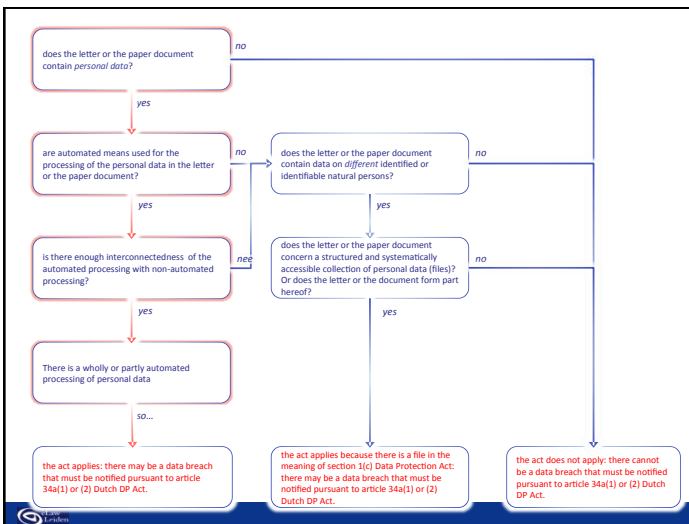 does the letter or the paper document
contain personal data?
no
yes
are automated means used for the
processing of the personal data in the letter
or the paper document?
no
does the letter or the paper document
contain data on different identified or
identifiable natural persons?
no
yes
yes
is there enough interconnectedness of the
automated processing with non-automated
processing?
nee
does the letter or the paper document
concern a structured and systematically
accessible collection of personal data (files)?
Or does the letter or the document form part
hereof?
no
yes
yes
There is a wholly or partly automated
processing of personal data
so...
the act applies: there may be a data breach
that must be notified pursuant to article
34a(1) or (2) Dutch DP Act.
the act applies because there is a file in the
meaning of section 1(c) Data Protection Act:
there may be a data breach that must be
notified pursuant to article 34a(1) or (2)
Dutch DP Act.
the act does not apply: there cannot
be a data breach that must be notified
pursuant to article 34a(1) or (2) Dutch
DP Act.
eLaw
Leiden